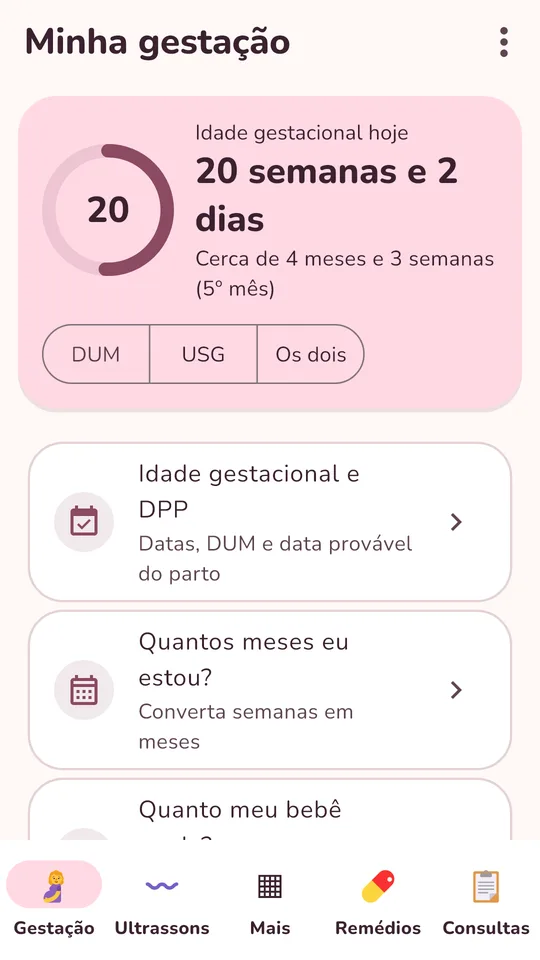 Minha gestação
Idade gestacional hoje
20
20 semanas e 2
dias
Cerca de 4 meses e 3 semanas
(5º mês)
DUM USG Os dois
Idade gestacional e
DPP
Datas, DUM e data provável
do parto
Quantos meses eu
estou?
Converta semanas em
meses
Quanto meu bebê
Gestação Ultrassons Mais Remédios Consultas